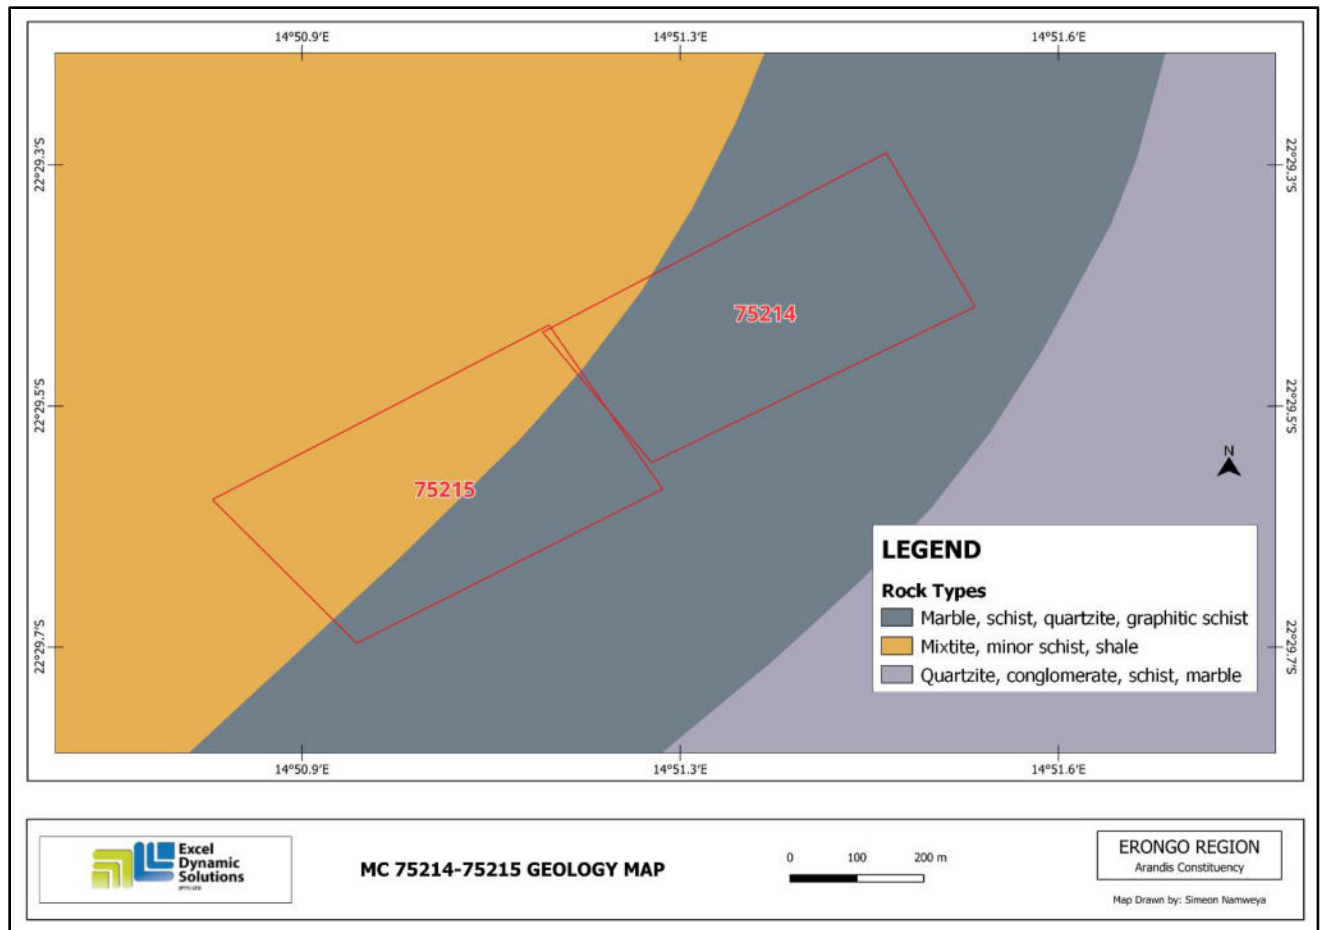 14°50.9'E 14°51.3'E 14°51.6'E
22°29.3'S 22°29.3'S
75214
22°29.5'S 22°29.5'S
N
75215
LEGEND
Rock Types
Marble, schist, quartzite, graphitic schist
Mixtite, minor schist, shale
Quartzite, conglomerate, schist, marble
22°29.7'S 22°29.7'S
14°50.9'E 14°51.3'E 14°51.6'E
Excel
Dynamic
Solutions
(PTY) LTD
MC 75214-75215 GEOLOGY MAP
0 100 200 m
ERONGO REGION
Arandis Constituency
Map Drawn by: Simeon Namweya